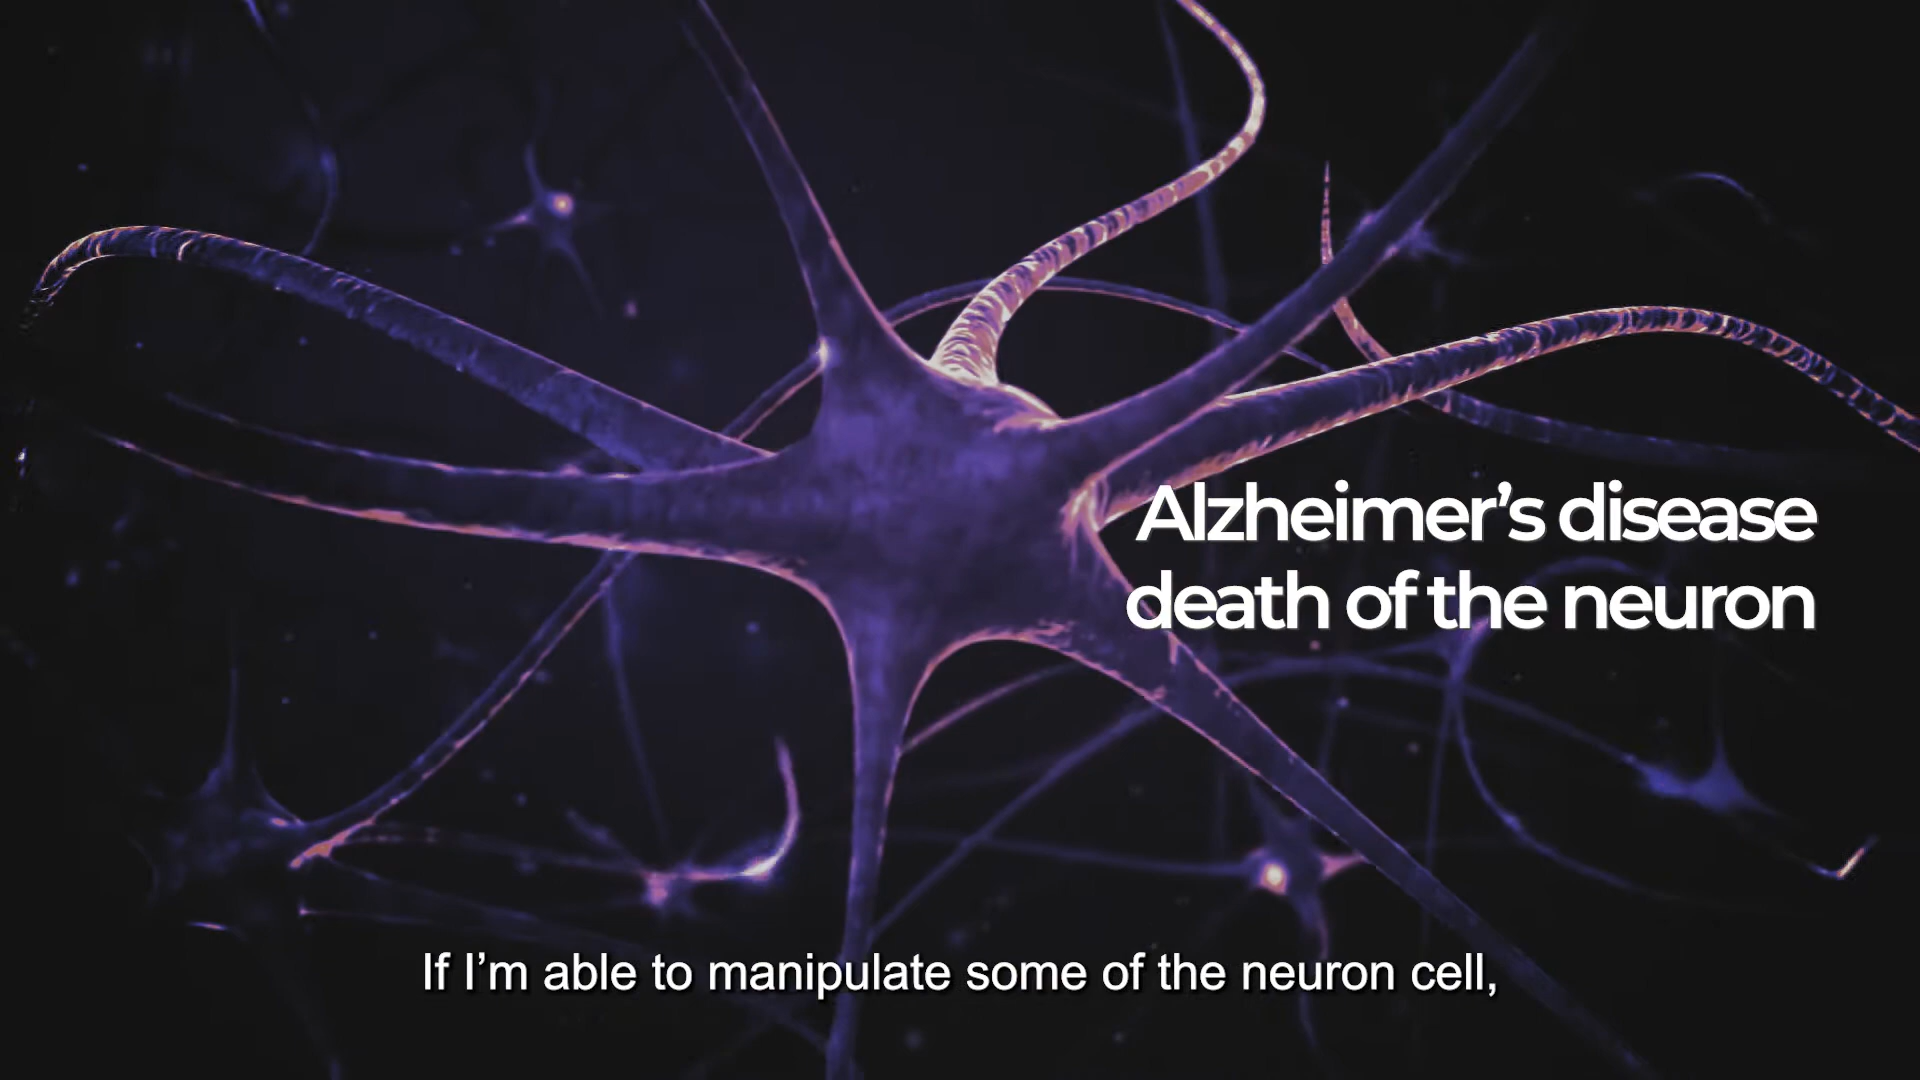 Alzheimer’s disease
death of the neuron
If I’m able to manipulate some of the neuron cell,